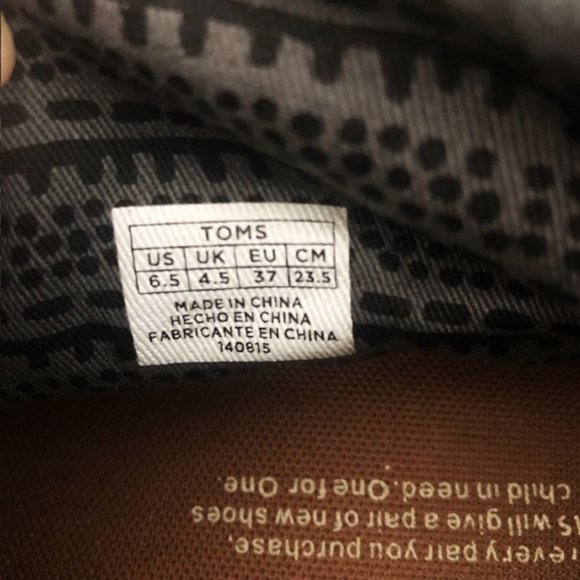 TOMS
US UK EU CM
6.5 4.5 37 23.5
MADE IN CHINA
HECHO EN CHINA
FABRICANTE EN CHINA
140815
every pair you purchase,
will give a pair of new shoes
child in need. One for One.